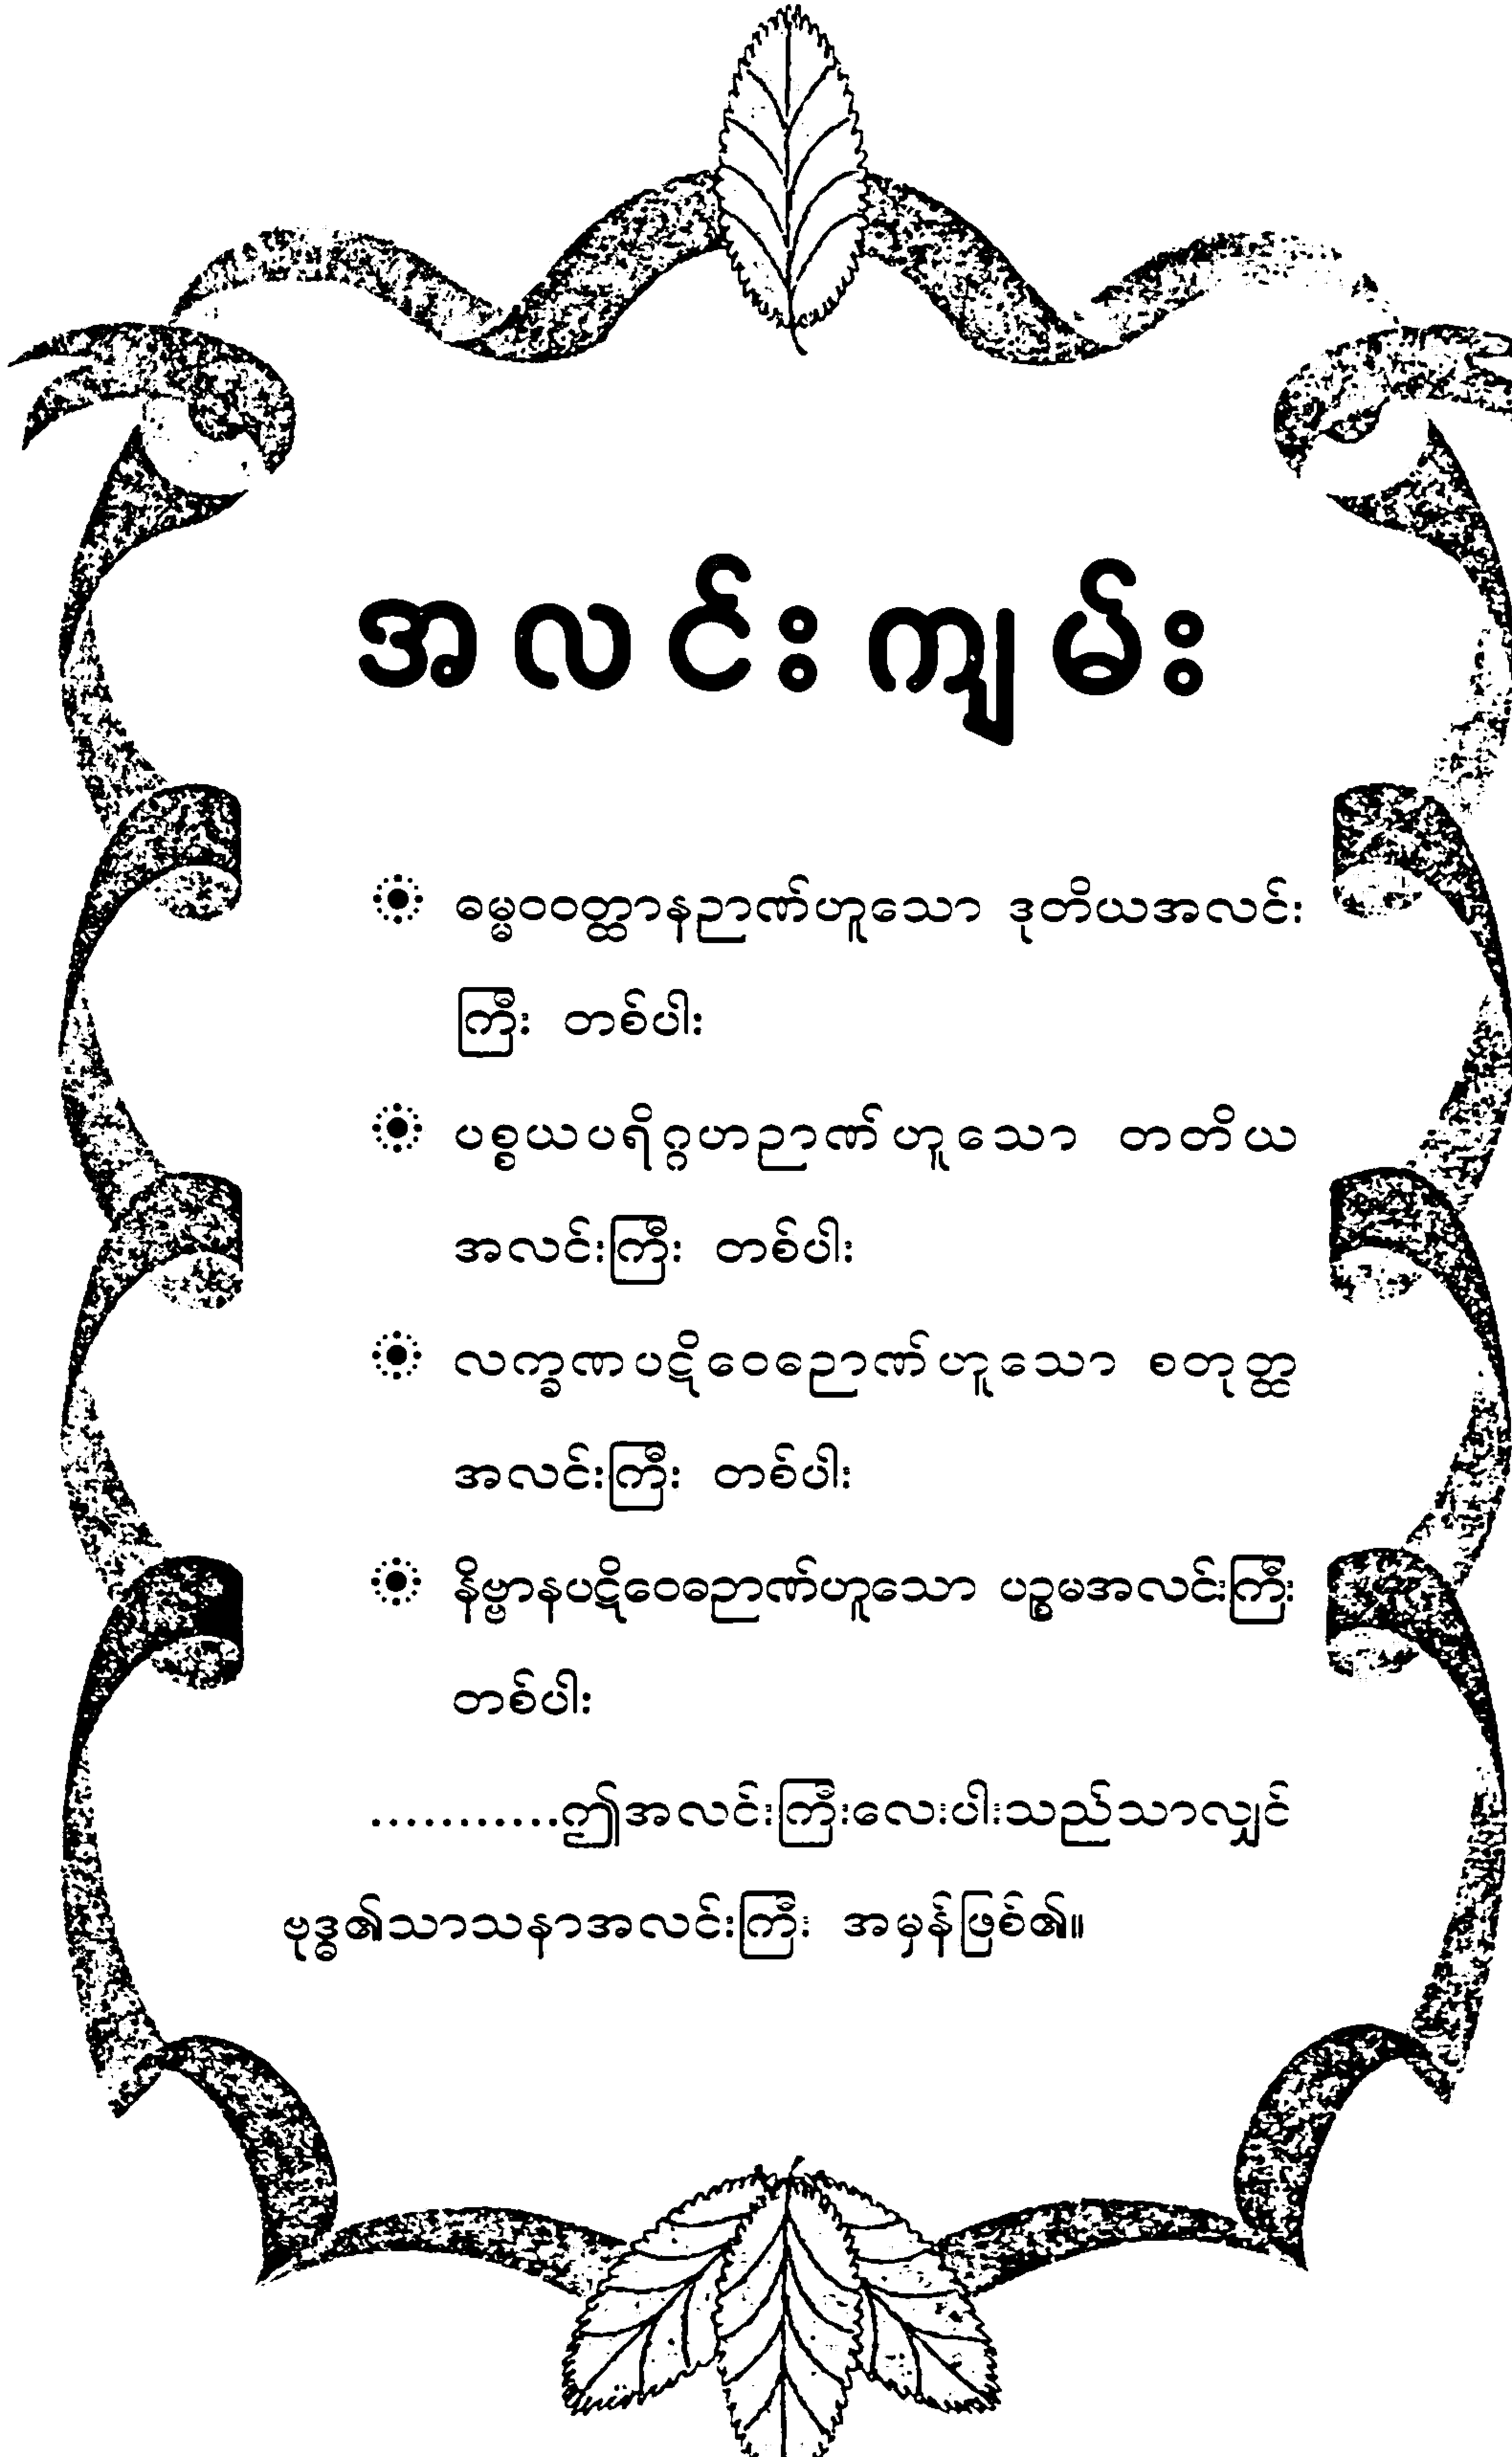 အလင်းကျမ်း
ဓမ္မဝဝတ္ထာနဉာဏ်ဟူသော ဒုတိယအလင်း
ကြီး တစ်ပါး
ပစ္စယပရိဂ္ဂဟဉာဏ်ဟူသော တတိယ
အလင်းကြီး တစ်ပါး
လက္ခဏပဋိဝေဓဉာဏ်ဟူသော စတုတ္ထ
အလင်းကြီး တစ်ပါး
နိဗ္ဗာနပဋိဝေဓဉာဏ်ဟူသော ပဉ္စမအလင်းကြီး
တစ်ပါး
...........ဤအလင်းကြီးလေးပါးသည်သာလျှင်
ဗုဒ္ဓ၏သာသနာအလင်းကြီး အမှန်ဖြစ်၏။